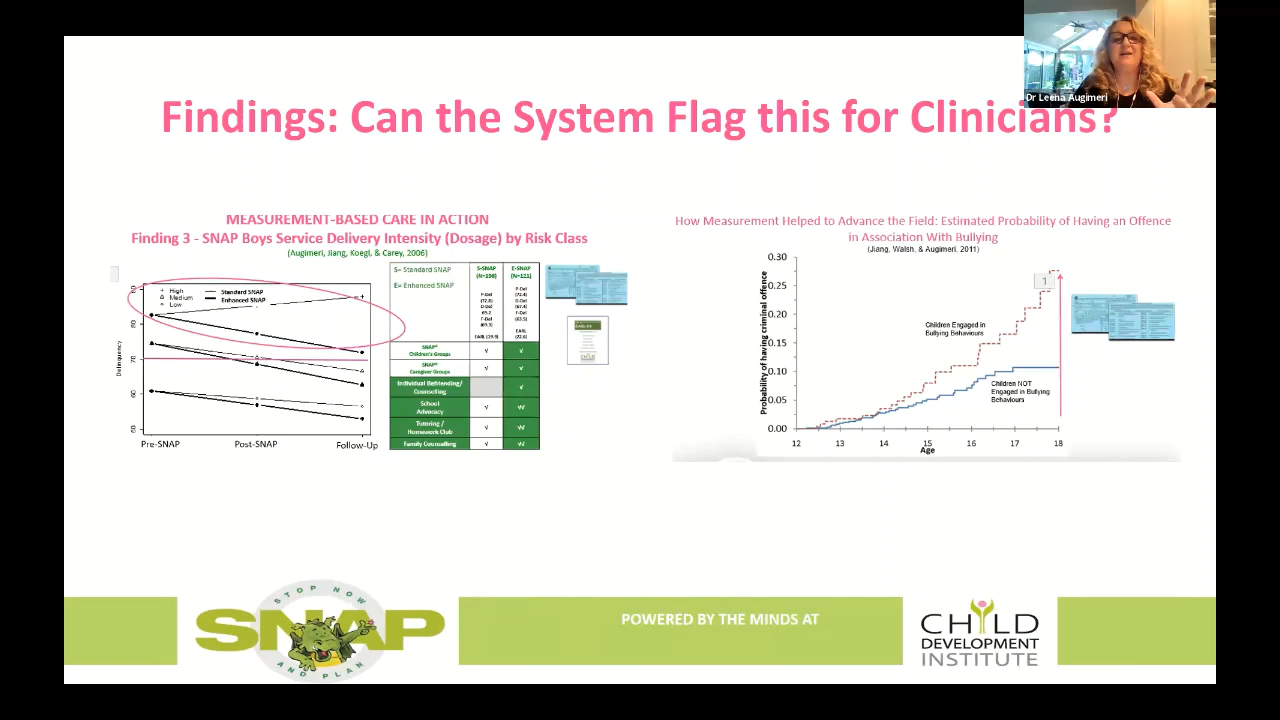 Dr Leena Augimeri
Findings: Can the System Flag this for Clinicians?
MEASUREMENT-BASED CARE IN ACTION
Finding 3 - SNAP Boys Service Delivery Intensity (Dosage) by Risk Class
(Augimeri, Jiang, Koegl, & Carey, 2006)
High
Medium
Low
Standard SNAP
Enhanced SNAP
Delinquency
70
60
Pre-SNAP
Post-SNAP
Follow-Up
S= Standard SNAP
E= Enhanced SNAP
S-SNAP
(N=198)
E-SNAP
(N=121)
SNAP®
Children's Groups
√
√
SNAP®
Caregiver Groups
√
√
Individual Befriending/
Counselling
√
School
Advocacy
√
√√
Tutoring /
Homework Club
√
√√
Family Counselling
√
√√
How Measurement Helped to Advance the Field: Estimated Probability of Having an Offence
in Association With Bullying
(Jiang, Walsh, & Augimeri, 2011)
Probability of having criminal offence
0.30
0.25
0.20
0.15
0.10
0.05
0.00
1
Children Engaged in
Bullying Behaviours
Children NOT
Engaged in Bullying
Behaviours
12 13 14 15 16 17 18
Age
STOP NOW
SNAP
AND PLAN
POWERED BY THE MINDS AT
CHILD
DEVELOPMENT
INSTITUTE